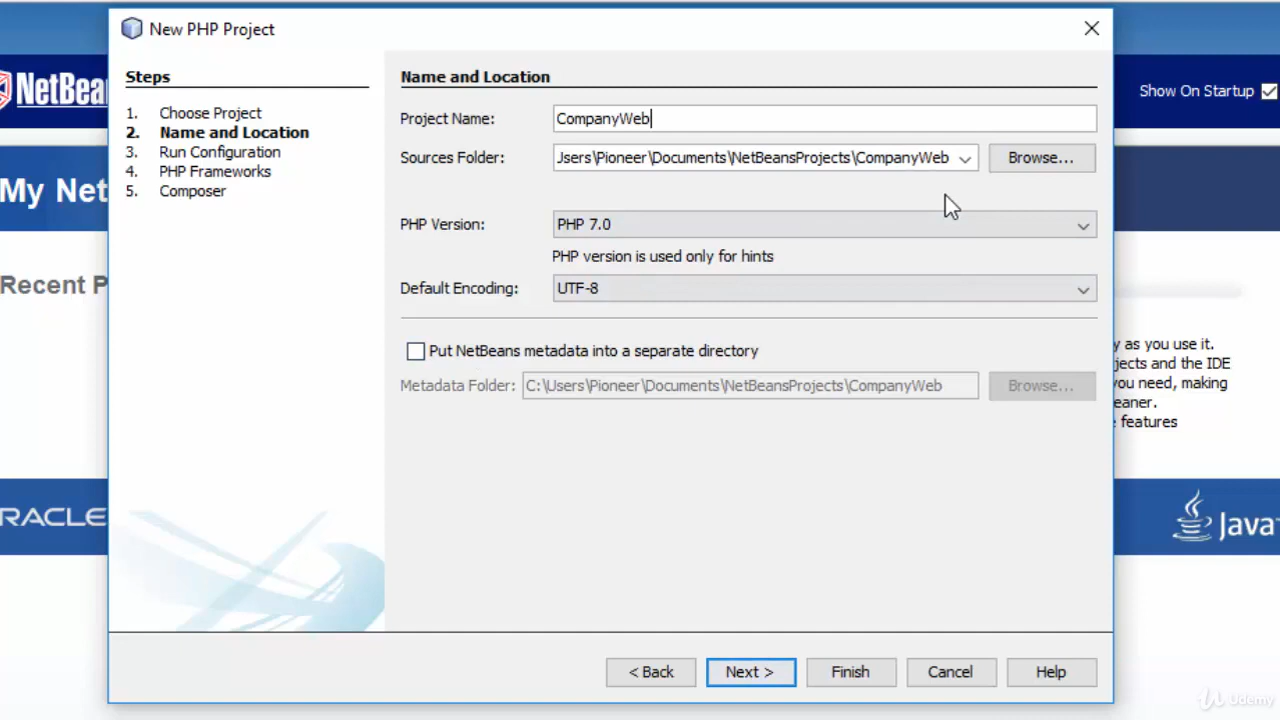 New PHP Project
NetBea
Show On Startup
Steps
1. Choose Project
2. Name and Location
3. Run Configuration
4. PHP Frameworks
5. Composer
Name and Location
Project Name: CompanyWeb
Sources Folder: Jsers\Pioneer\Documents\NetBeansProjects\CompanyWeb Browse...
PHP Version: PHP 7.0
PHP version is used only for hints
Default Encoding: UTF-8
Put NetBeans metadata into a separate directory
Metadata Folder: C:\Users\Pioneer\Documents\NetBeansProjects\CompanyWeb Browse...
My Net
Recent P
y as you use it.
jects and the IDE
you need, making
eaner.
features
RACLE
Java
< Back Next > Finish Cancel Help
Udemy